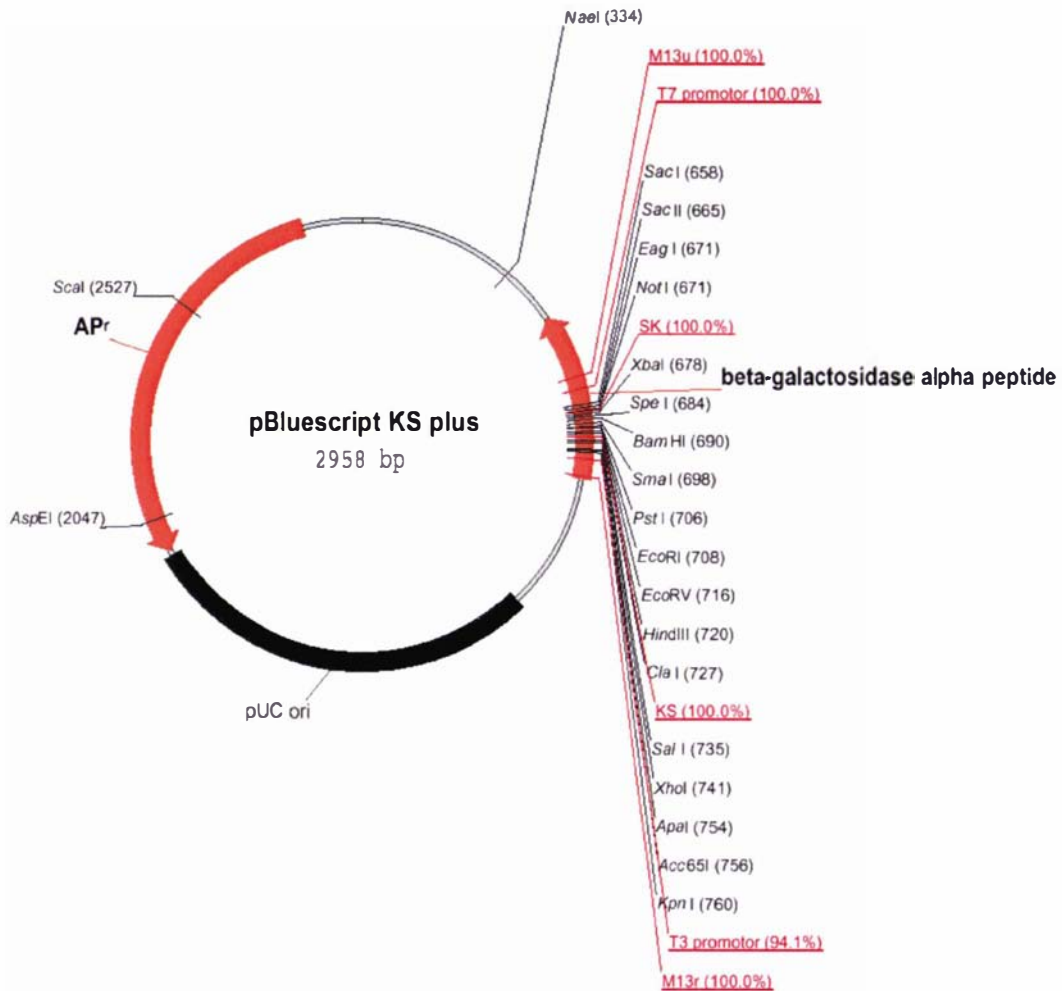 NaeI (334)
M13u (100.0%)
T7 promotor (100.0%)
SacI (658)
SacII (665)
EagI (671)
NotI (671)
SK (100.0%)
XbaI (678)
beta-galactosidase alpha peptide
SpeI (684)
BamHI (690)
SmaI (698)
PstI (706)
EcoRI (708)
EcoRV (716)
HindIII (720)
ClaI (727)
KS (100.0%)
SalI (735)
XhoI (741)
ApaI (754)
Acc65I (756)
KpnI (760)
T3 promotor (94.1%)
M13r (100.0%)
ScaI (2527)
APr
pBluescript KS plus
2958 bp
AspEI (2047)
pUC ori